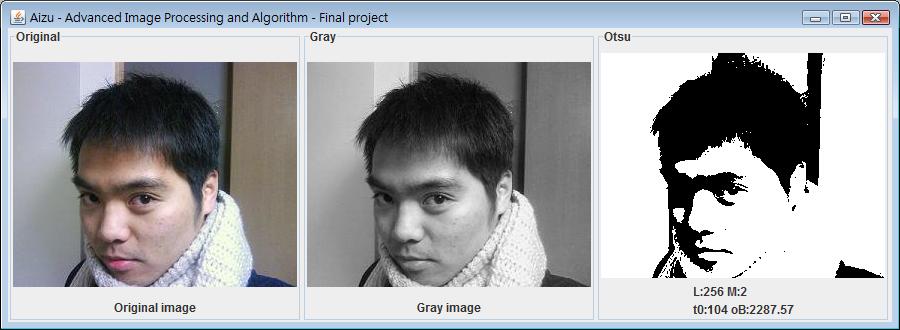 Aizu - Advanced Image Processing and Algorithm - Final project
Original
Gray
Otsu
Original image
Gray image
L:256 M:2
t0:104 oB:2287.57